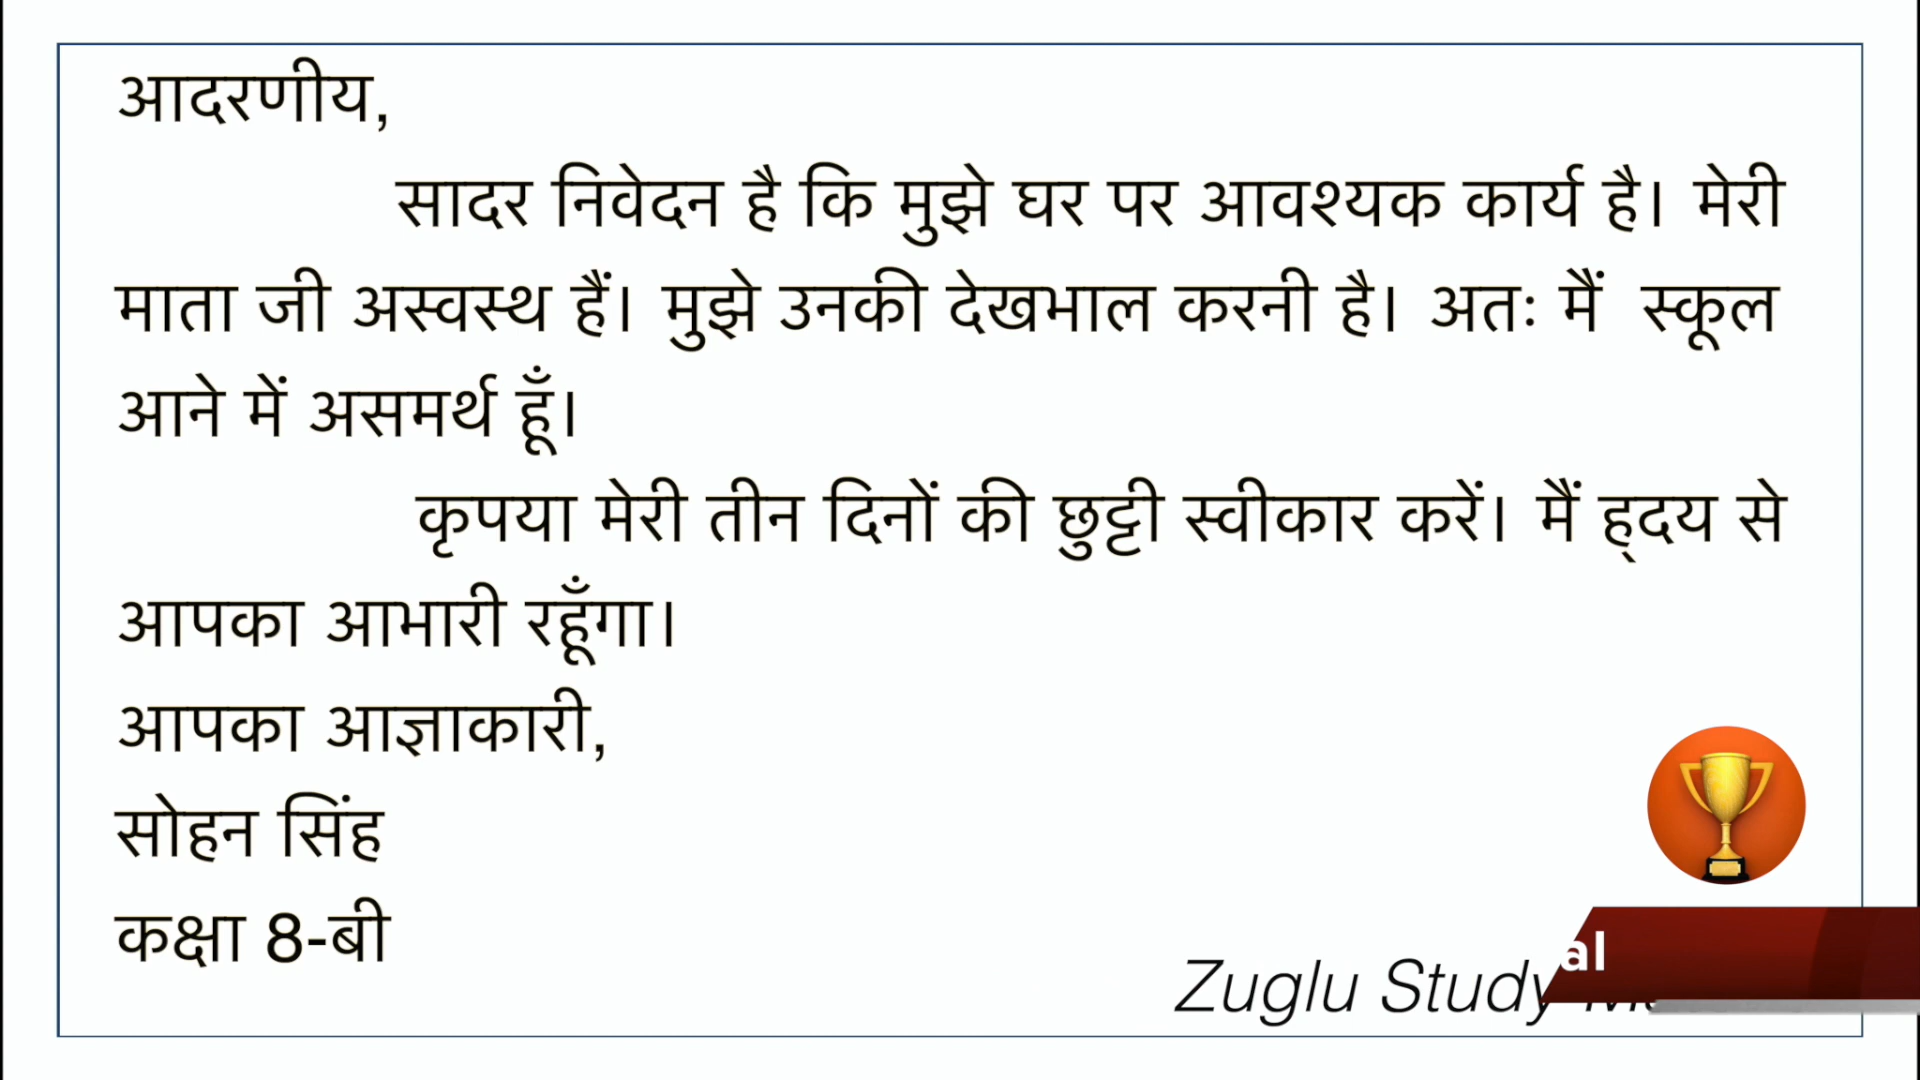 आदरणीय,
सादर निवेदन है कि मुझे घर पर आवश्यक कार्य है। मेरी
माता जी अस्वस्थ हैं। मुझे उनकी देखभाल करनी है। अतः मैं स्कूल
आने में असमर्थ हूँ।
कृपया मेरी तीन दिनों की छुट्टी स्वीकार करें। मैं ह्दय से
आपका आभारी रहूँगा।
आपका आज्ञाकारी,
सोहन सिंह
कक्षा 8-बी
Zuglu Study
al